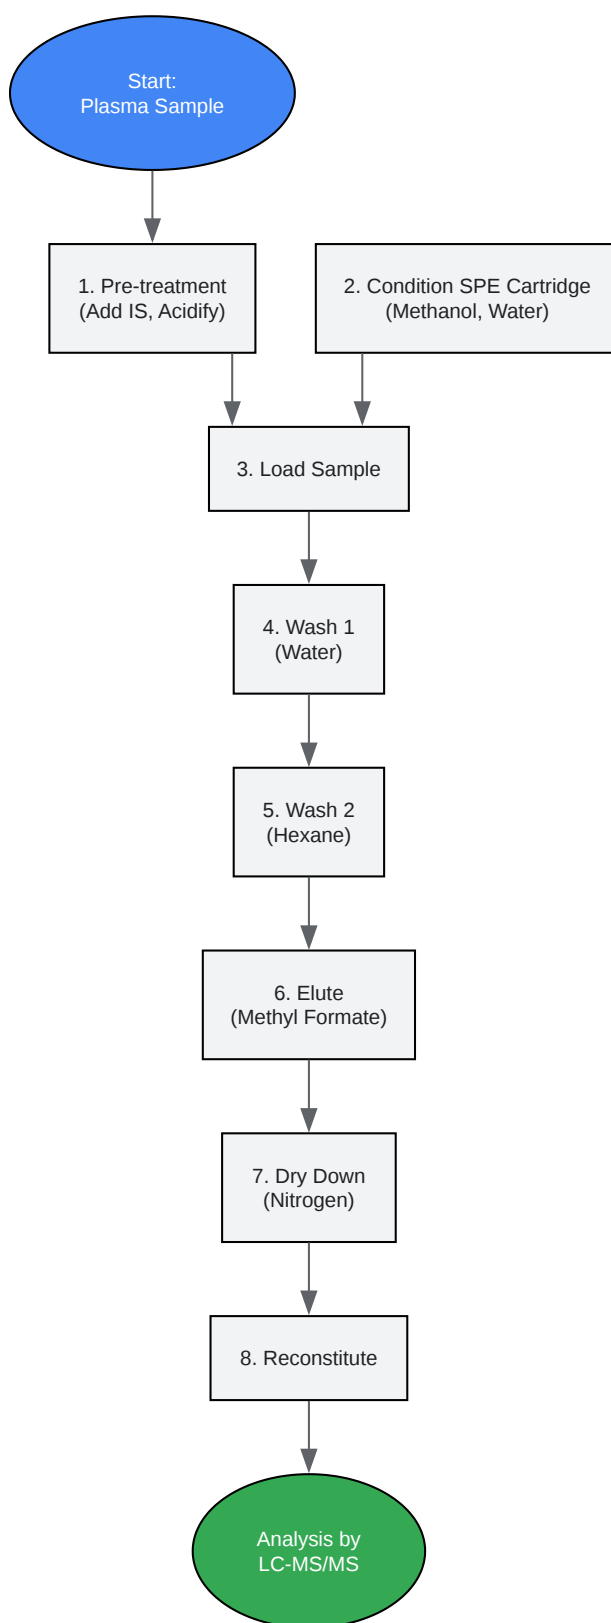 Start:
Plasma Sample
1. Pre-treatment
(Add IS, Acidify)
2. Condition SPE Cartridge
(Methanol, Water)
3. Load Sample
4. Wash 1
(Water)
5. Wash 2
(Hexane)
6. Elute
(Methyl Formate)
7. Dry Down
(Nitrogen)
8. Reconstitute
Analysis by
LC-MS/MS